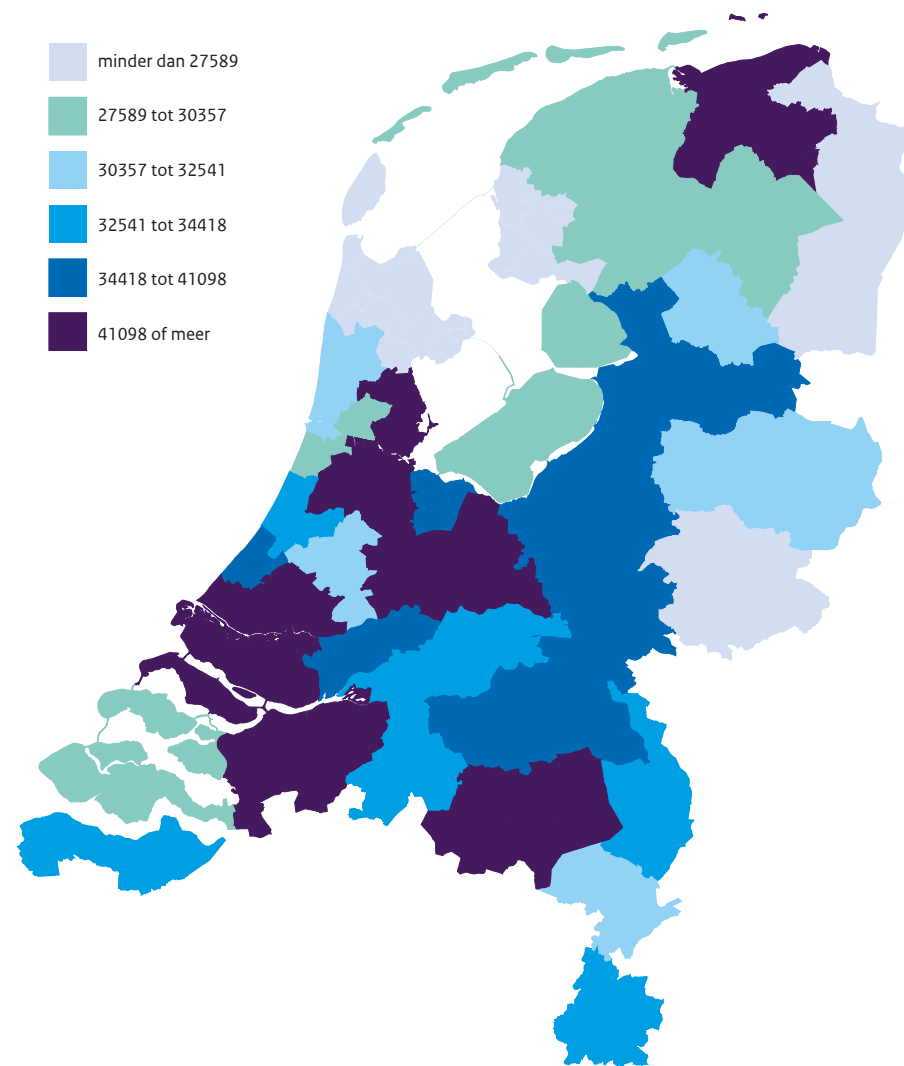 minder dan 27589
27589 tot 30357
30357 tot 32541
32541 tot 34418
34418 tot 41098
41098 of meer